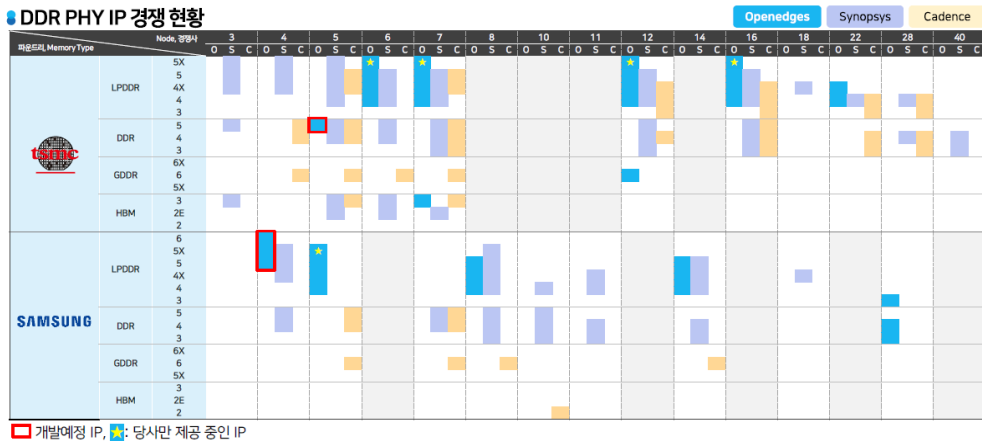 DDR PHY IP 경쟁 현황
Openedges Synopsys Cadence
Node, 경쟁사 3 4 5 6 7 8 10 11 12 14 16 18 22 28 40
파운드리, Memory Type O S C O S C O S C O S C O S C O S C O S C O S C O S C O S C O S C O S C O S C O S C O S C
tsmc
LPDDR
5X
5
4X
4
3
DDR
5
4
3
GDDR
6X
6
5X
HBM
3
2E
2
SAMSUNG
LPDDR
6
5X
5
4X
4
3
DDR
5
4
3
GDDR
6X
6
5X
HBM
3
2E
2
개발예정 IP, ★: 당사만 제공 중인 IP